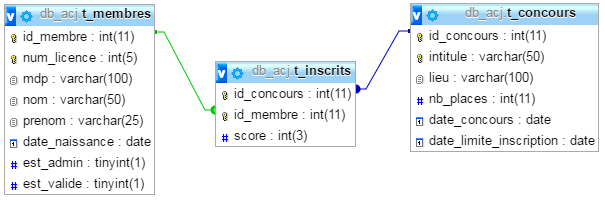 db_acj.t_membres
id_membre : int(11)
num_licence : int(5)
mdp : varchar(100)
nom : varchar(50)
prenom : varchar(25)
date_naissance : date
est_admin : tinyint(1)
est_valide : tinyint(1)
db_acj.t_inscrits
id_concours : int(11)
id_membre : int(11)
score : int(3)
db_acj.t_concours
id_concours : int(11)
intitule : varchar(50)
lieu : varchar(100)
nb_places : int(11)
date_concours : date
date_limite_inscription : date